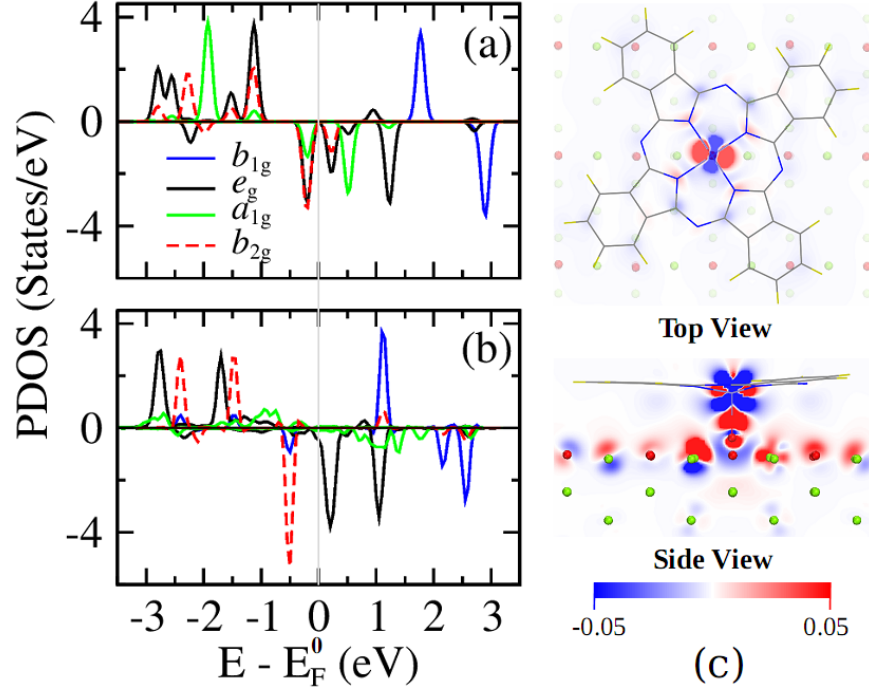 (a)
4
0
-4
b1g
eg
a1g
b2g
PDOS (States/eV)
(b)
4
0
-4
-3 -2 -1 0 1 2 3
E - E⁰F (eV)
Top View
Side View
-0.05 0.05
(c)